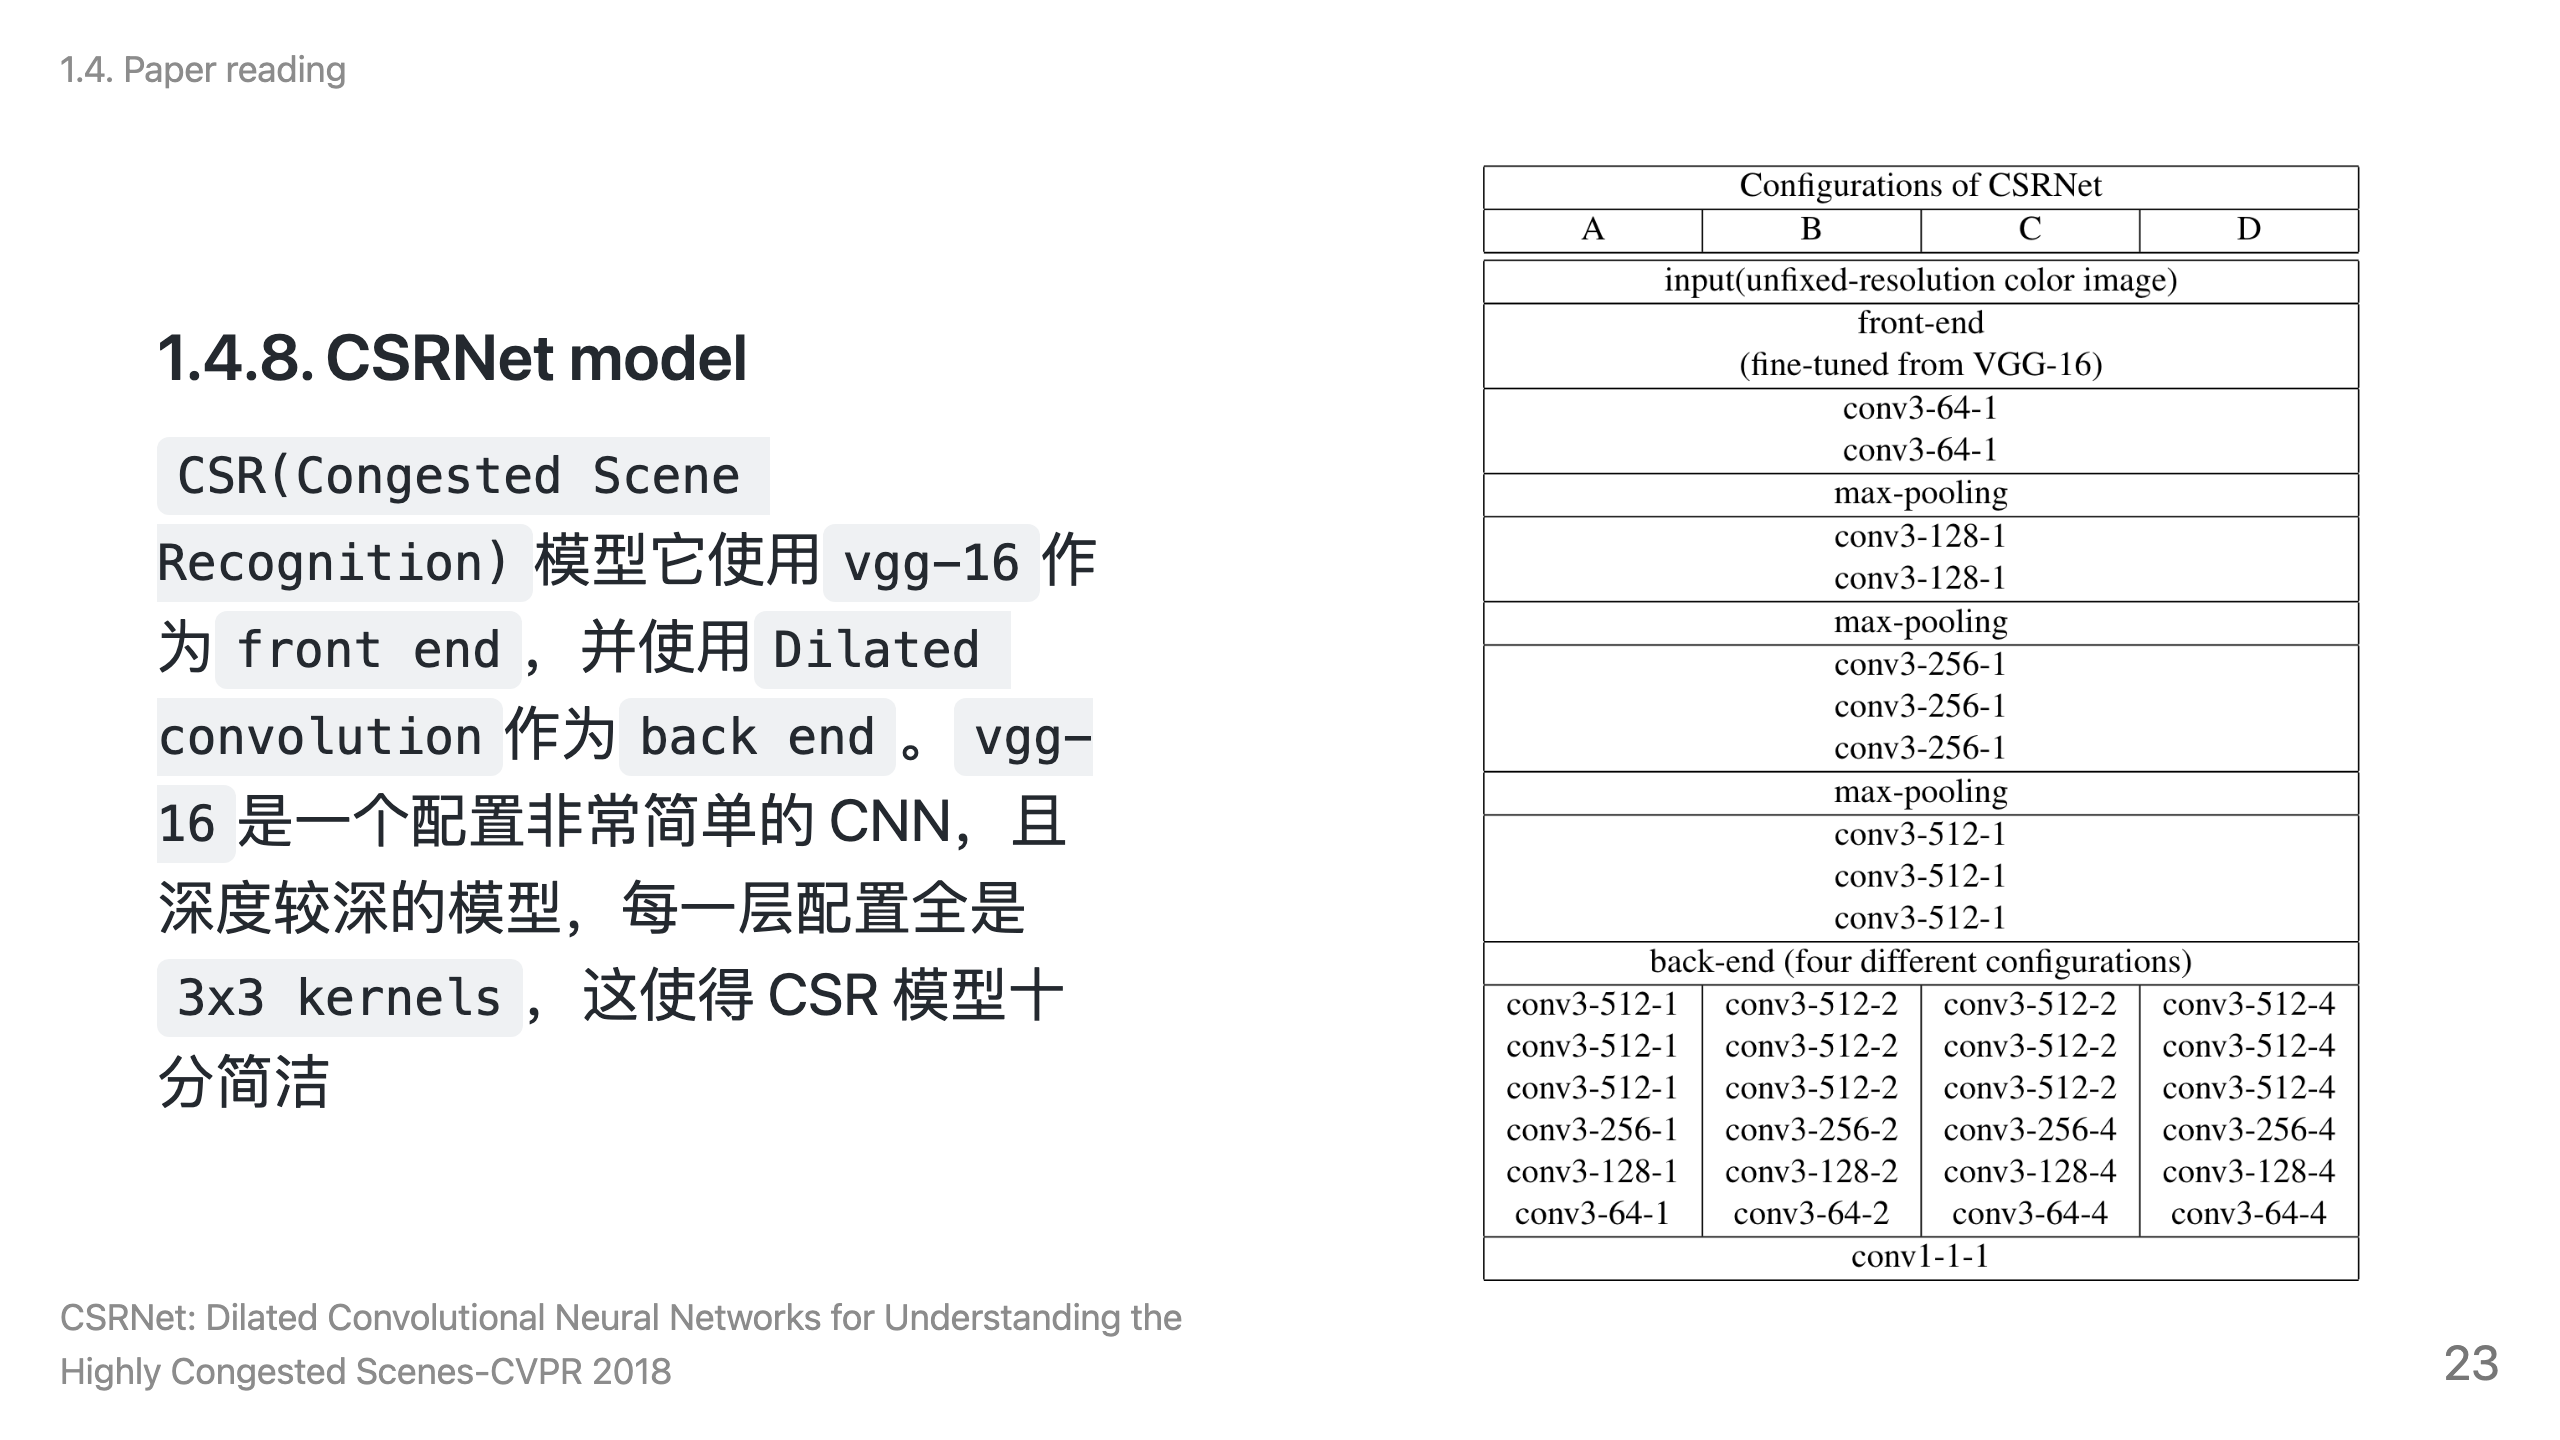 1.4. Paper reading
1.4.8. CSRNet model
CSR(Congested Scene
Recognition) 模型它使用 vgg-16 作
为 front end ，并使用 Dilated
convolution 作为 back end 。 vgg-
16 是一个配置非常简单的 CNN，且
深度较深的模型，每一层配置全是
3x3 kernels ，这使得 CSR 模型十
分简洁
Configurations of CSRNet
A B C D
input(unfixed-resolution color image)
front-end
(fine-tuned from VGG-16)
conv3-64-1
conv3-64-1
max-pooling
conv3-128-1
conv3-128-1
max-pooling
conv3-256-1
conv3-256-1
conv3-256-1
max-pooling
conv3-512-1
conv3-512-1
conv3-512-1
back-end (four different configurations)
conv3-512-1 conv3-512-2 conv3-512-2 conv3-512-4
conv3-512-1 conv3-512-2 conv3-512-2 conv3-512-4
conv3-512-1 conv3-512-2 conv3-512-2 conv3-512-4
conv3-256-1 conv3-256-2 conv3-256-4 conv3-256-4
conv3-128-1 conv3-128-2 conv3-128-4 conv3-128-4
conv3-64-1 conv3-64-2 conv3-64-4 conv3-64-4
conv1-1-1
CSRNet: Dilated Convolutional Neural Networks for Understanding the
Highly Congested Scenes-CVPR 2018
23